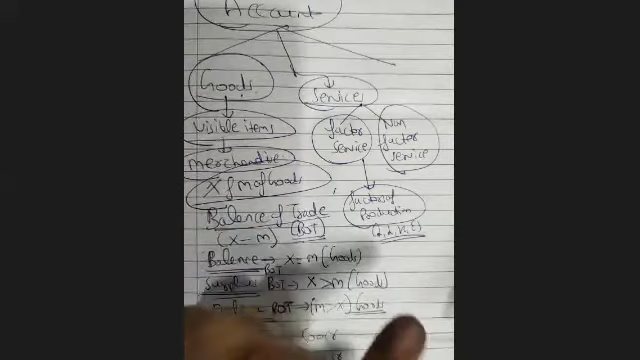 Account
Goods
Services
Visible items
factor
Service
Non
factor
service
merchandise
X & M of Goods
factors of
Production
(L, L, K, E)
Balance of Trade
(X - M) (BOT)
Balance BOT → X = M (Goods)
Surplus BOT → X > M (Goods)
BOT → (M > X) Goods